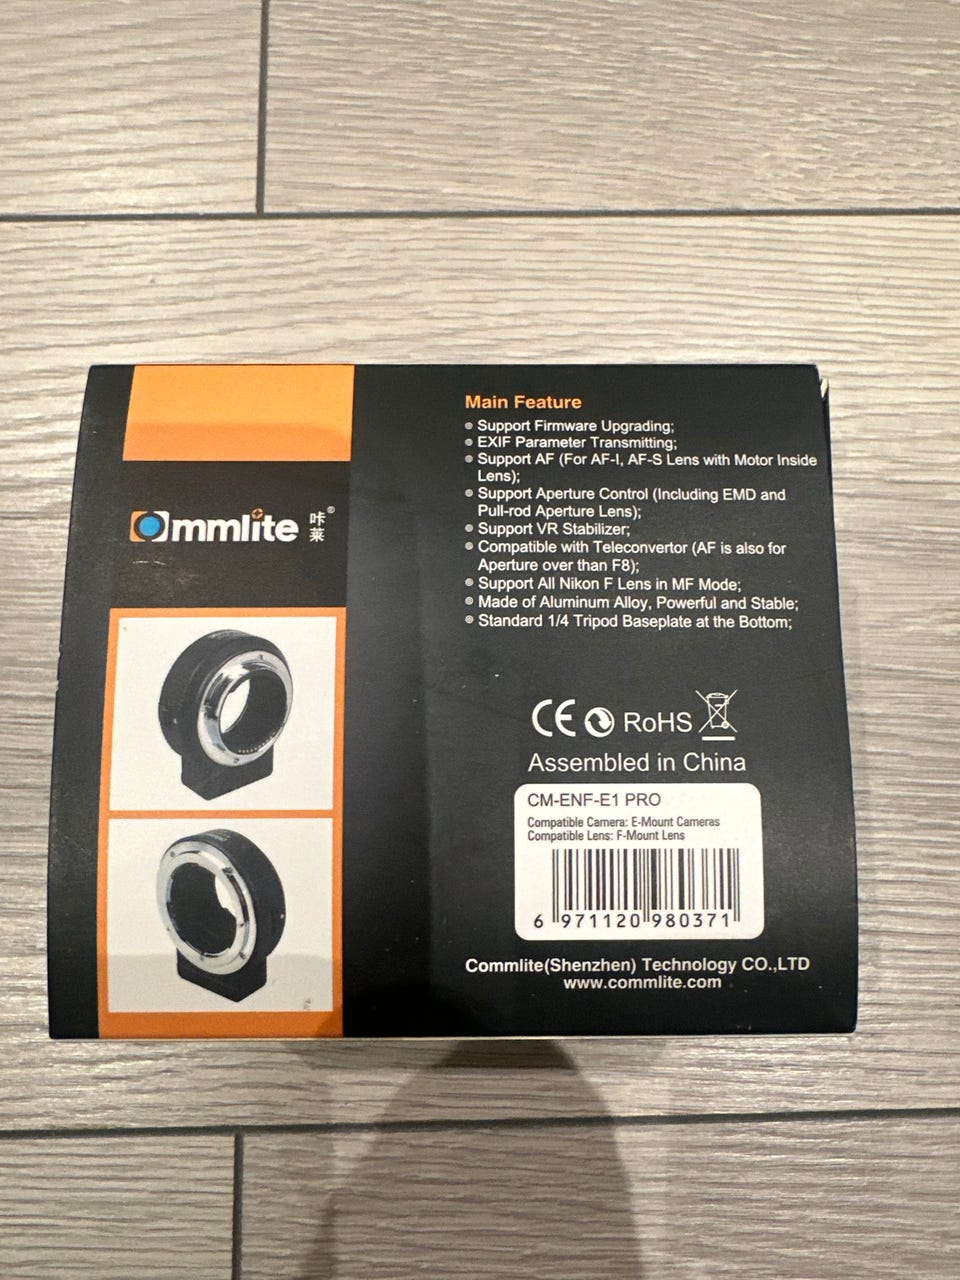 Commlite 咔莱®
Main Feature
Support Firmware Upgrading;
EXIF Parameter Transmitting;
Support AF (For AF-I, AF-S Lens with Motor Inside
Lens);
Support Aperture Control (Including EMD and
Pull-rod Aperture Lens);
Support VR Stabilizer;
Compatible with Teleconvertor (AF is also for
Aperture over than F8);
Support All Nikon F Lens in MF Mode;
Made of Aluminum Alloy, Powerful and Stable;
Standard 1/4 Tripod Baseplate at the Bottom;
CE RoHS
Assembled in China
CM-ENF-E1 PRO
Compatible Camera: E-Mount Cameras
Compatible Lens: F-Mount Lens
6 971120 980371
Commlite(Shenzhen) Technology CO.,LTD
www.commlite.com